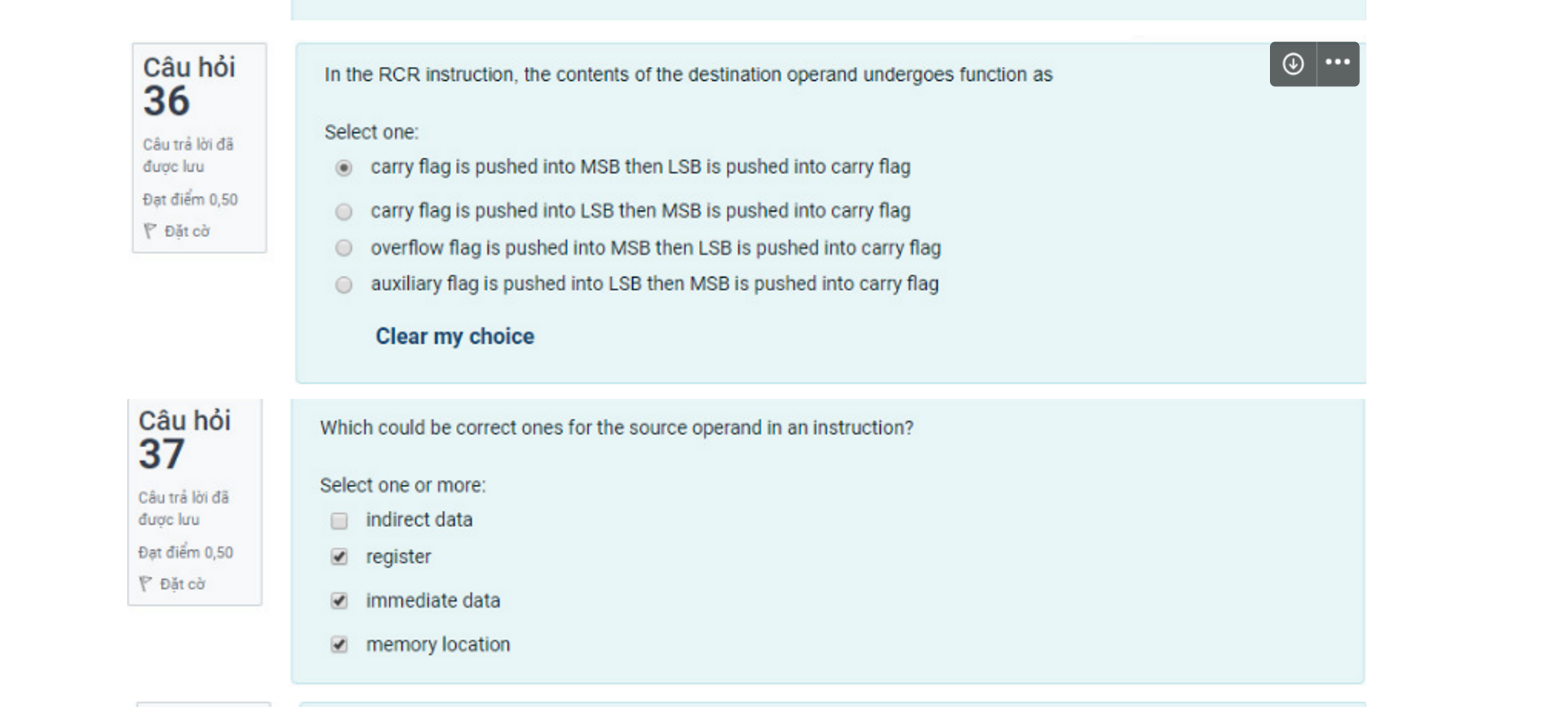 Câu hỏi
36
Câu trả lời đã
được lưu
Đạt điểm 0,50
Đặt cờ
In the RCR instruction, the contents of the destination operand undergoes function as
Select one:
carry flag is pushed into MSB then LSB is pushed into carry flag
carry flag is pushed into LSB then MSB is pushed into carry flag
overflow flag is pushed into MSB then LSB is pushed into carry flag
auxiliary flag is pushed into LSB then MSB is pushed into carry flag
Clear my choice
Câu hỏi
37
Câu trả lời đã
được lưu
Đạt điểm 0,50
Đặt cờ
Which could be correct ones for the source operand in an instruction?
Select one or more:
indirect data
register
immediate data
memory location